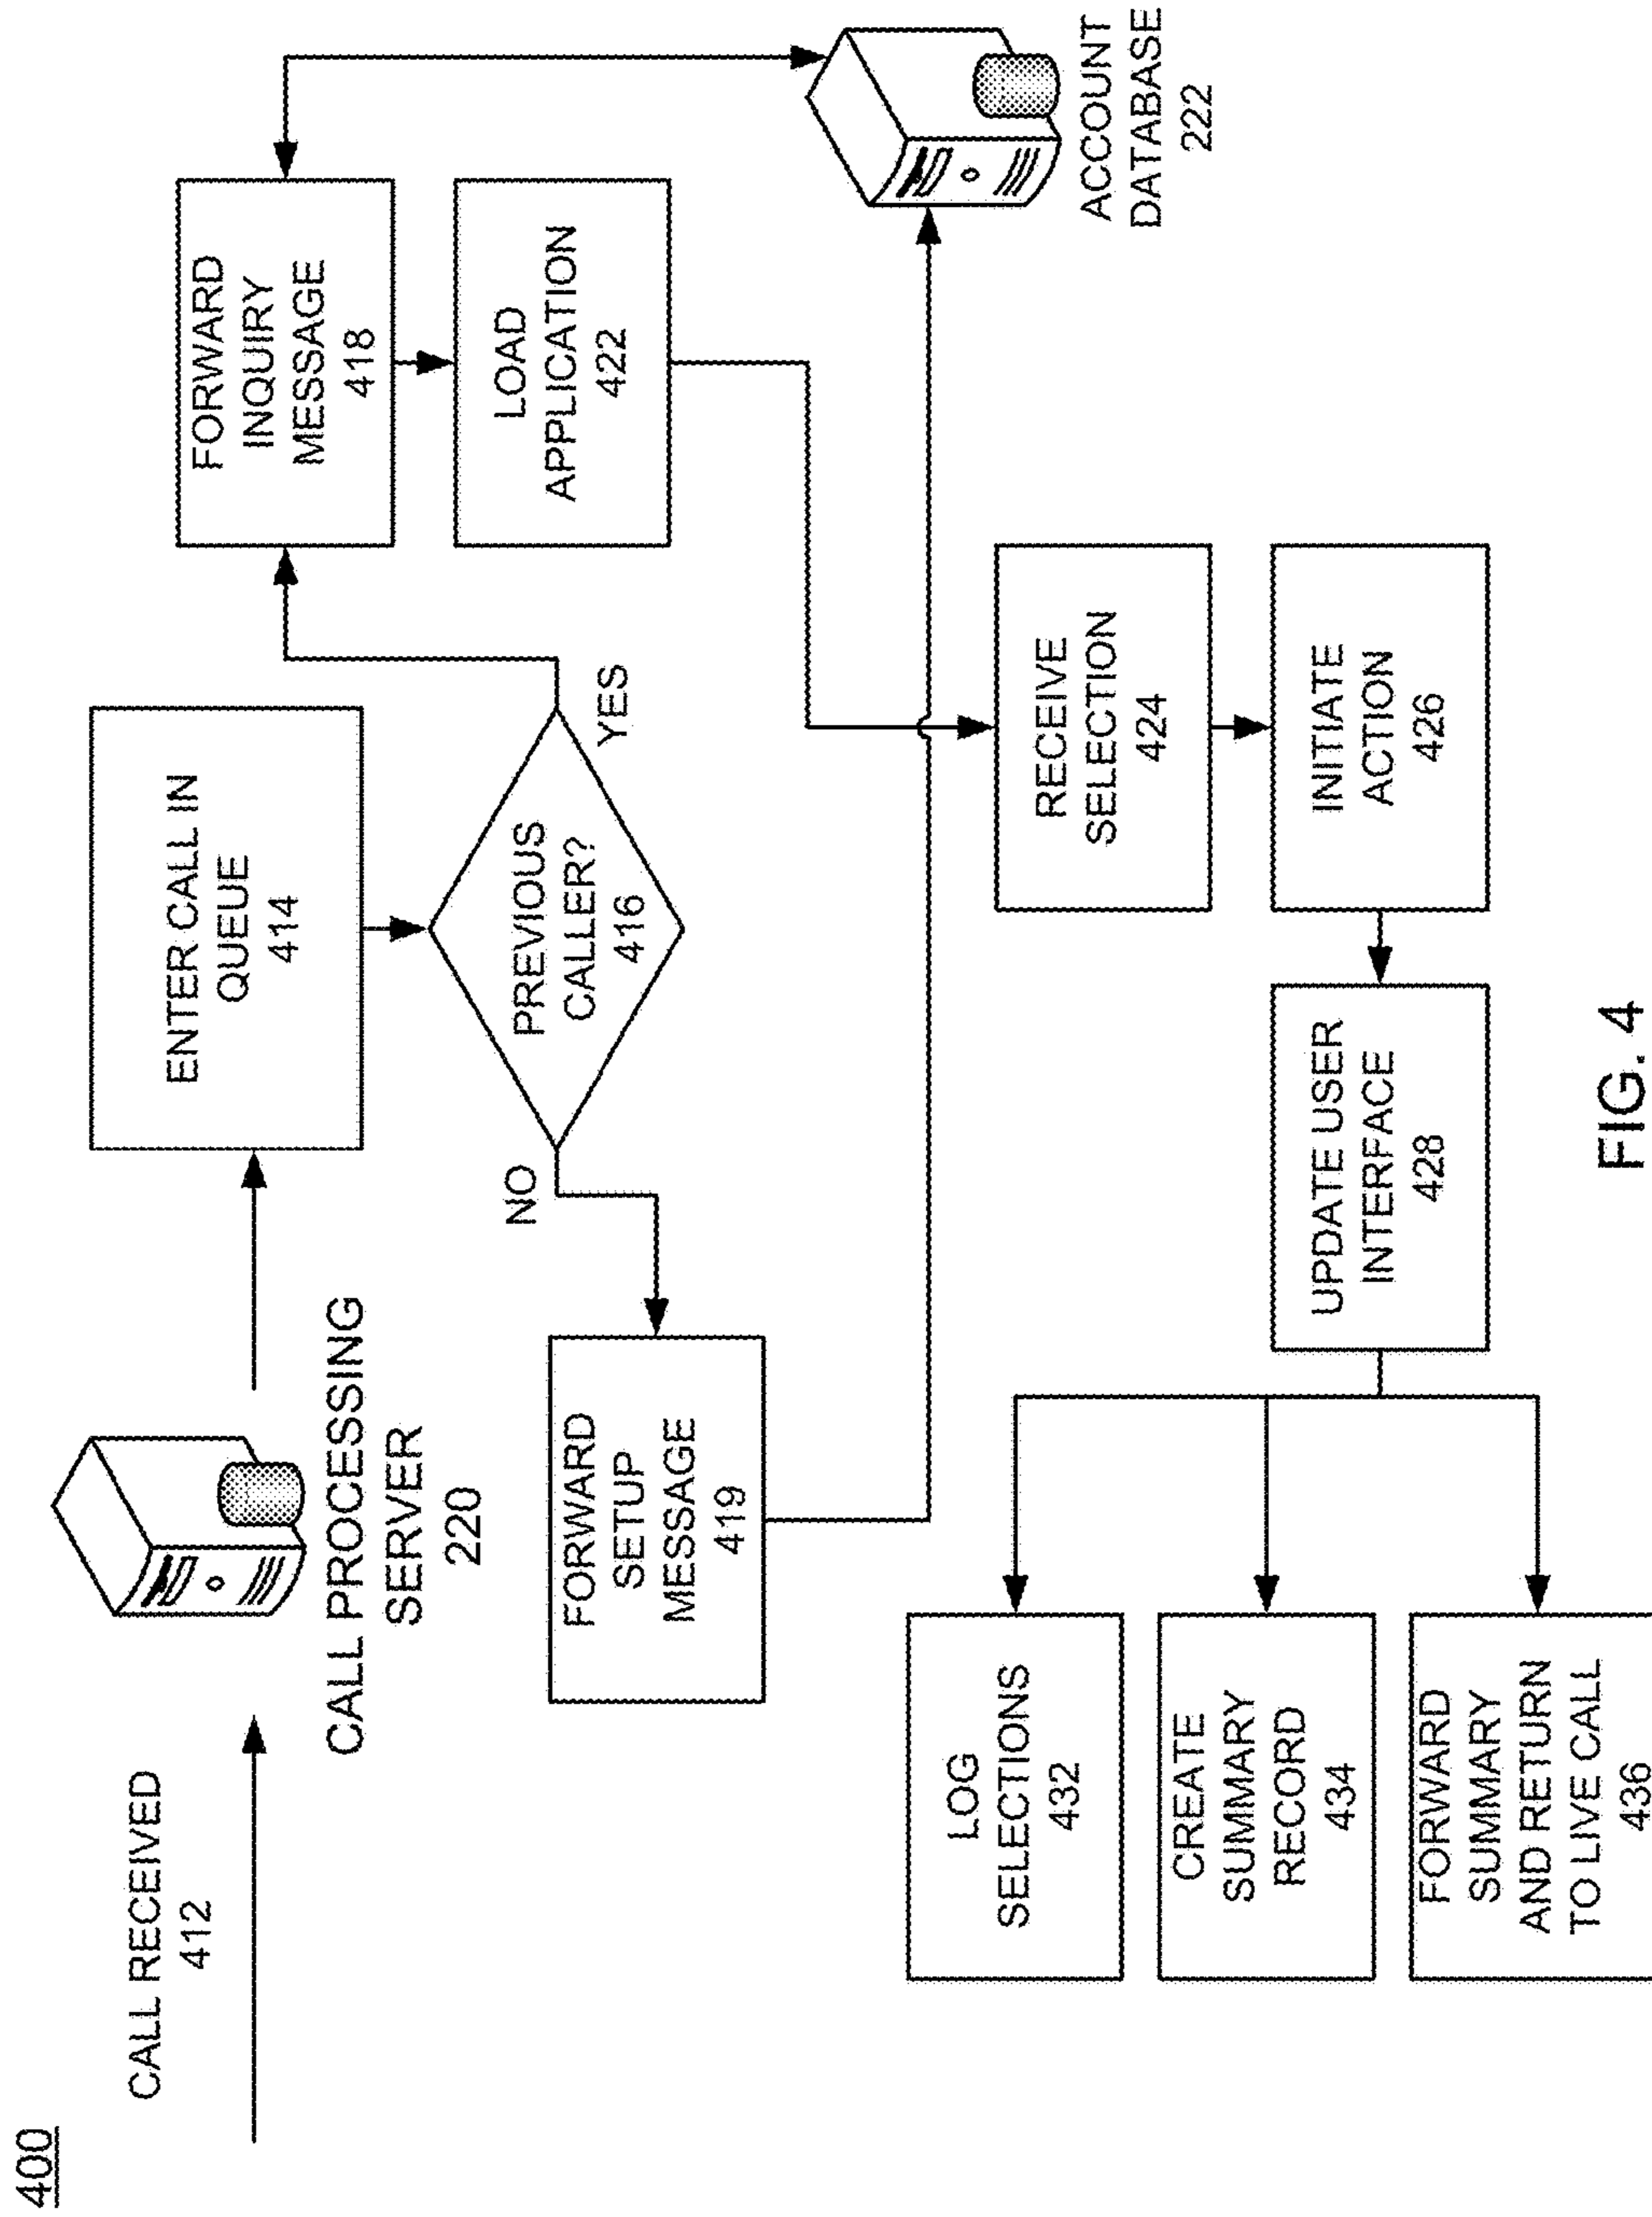 400
CALL RECEIVED
412
CALL PROCESSING
SERVER
220
ENTER CALL IN
QUEUE
414
PREVIOUS
CALLER?
416
NO
YES
FORWARD
SETUP
MESSAGE
419
FORWARD
INQUIRY
MESSAGE
418
LOAD
APPLICATION
422
ACCOUNT
DATABASE
222
RECEIVE
SELECTION
424
INITIATE
ACTION
426
UPDATE USER
INTERFACE
428
LOG
SELECTIONS
432
CREATE
SUMMARY
RECORD
434
FORWARD
SUMMARY
AND RETURN
TO LIVE CALL
436
FIG. 4